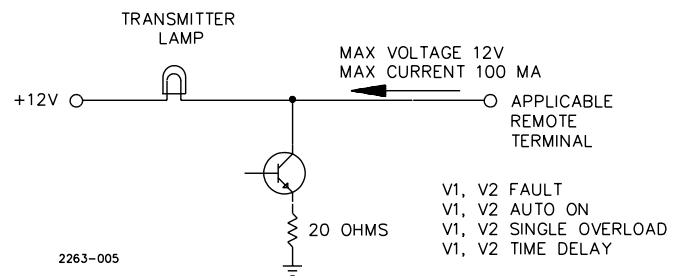 TRANSMITTER
LAMP
MAX VOLTAGE 12V
MAX CURRENT 100 MA
+12V
APPLICABLE
REMOTE
TERMINAL
20 OHMS
V1, V2 FAULT
V1, V2 AUTO ON
V1, V2 SINGLE OVERLOAD
V1, V2 TIME DELAY
2263-005